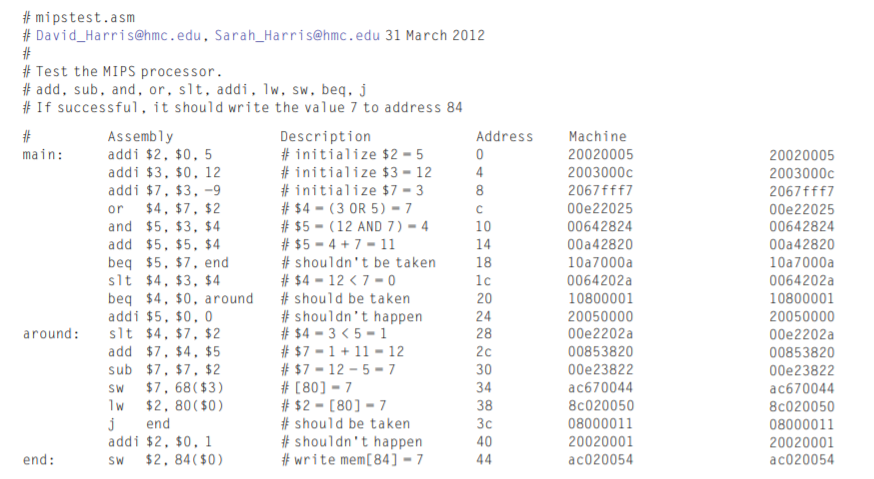 # mipstest.asm
# David_Harris@hmc.edu, Sarah_Harris@hmc.edu 31 March 2012
#
# Test the MIPS processor.
# add, sub, and, or, slt, addi, lw, sw, beq, j
# If successful, it should write the value 7 to address 84
# Assembly Description Address Machine
main: addi $2, $0, 5 # initialize $2 = 5 0 20020005 20020005
addi $3, $0, 12 # initialize $3 = 12 4 2003000c 2003000c
addi $7, $3, −9 # initialize $7 = 3 8 2067fff7 2067fff7
or $4, $7, $2 # $4 = (3 OR 5) = 7 c 00e22025 00e22025
and $5, $3, $4 # $5 = (12 AND 7) = 4 10 00642824 00642824
add $5, $5, $4 # $5 = 4 + 7 = 11 14 00a42820 00a42820
beq $5, $7, end # shouldn't be taken 18 10a7000a 10a7000a
slt $4, $3, $4 # $4 = 12 < 7 = 0 1c 0064202a 0064202a
beq $4, $0, around # should be taken 20 10800001 10800001
addi $5, $0, 0 # shouldn't happen 24 20050000 20050000
around: slt $4, $7, $2 # $4 = 3 < 5 = 1 28 00e2202a 00e2202a
add $7, $4, $5 # $7 = 1 + 11 = 12 2c 00853820 00853820
sub $7, $7, $2 # $7 = 12 − 5 = 7 30 00e23822 00e23822
sw $7, 68($3) # [80] = 7 34 ac670044 ac670044
lw $2, 80($0) # $2 = [80] = 7 38 8c020050 8c020050
j end # should be taken 3c 08000011 08000011
addi $2, $0, 1 # shouldn't happen 40 20020001 20020001
end: sw $2, 84($0) # write mem[84] = 7 44 ac020054 ac020054